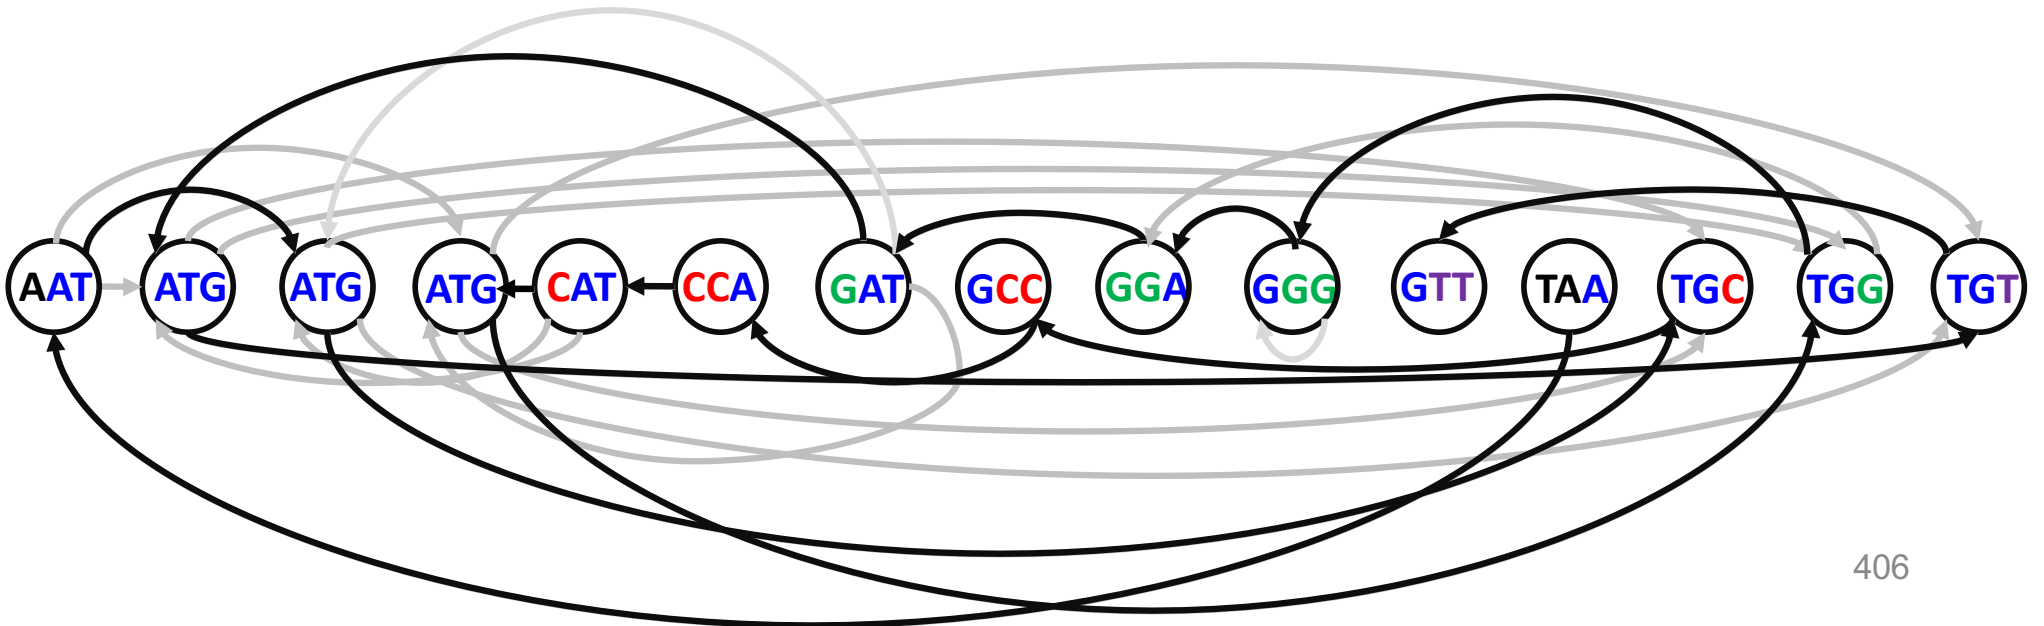 AAT ATG ATG ATG CAT CCA GAT GCC GGA GGG GTT TAA TGC TGG TGT
406